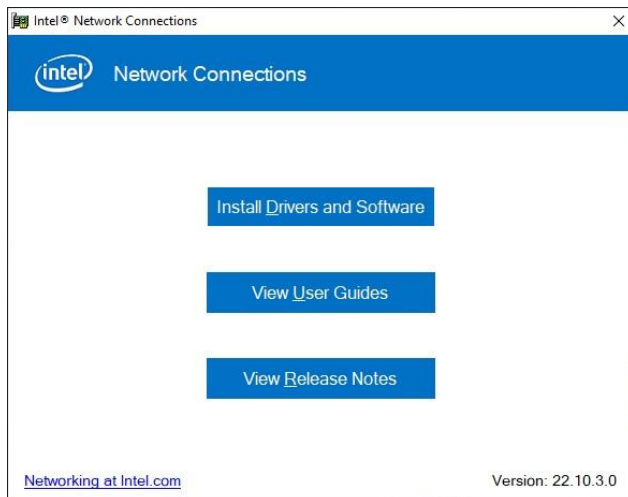 Intel® Network Connections
intel
Network Connections
Install Drivers and Software
View User Guides
View Release Notes
Networking at Intel.com
Version: 22.10.3.0